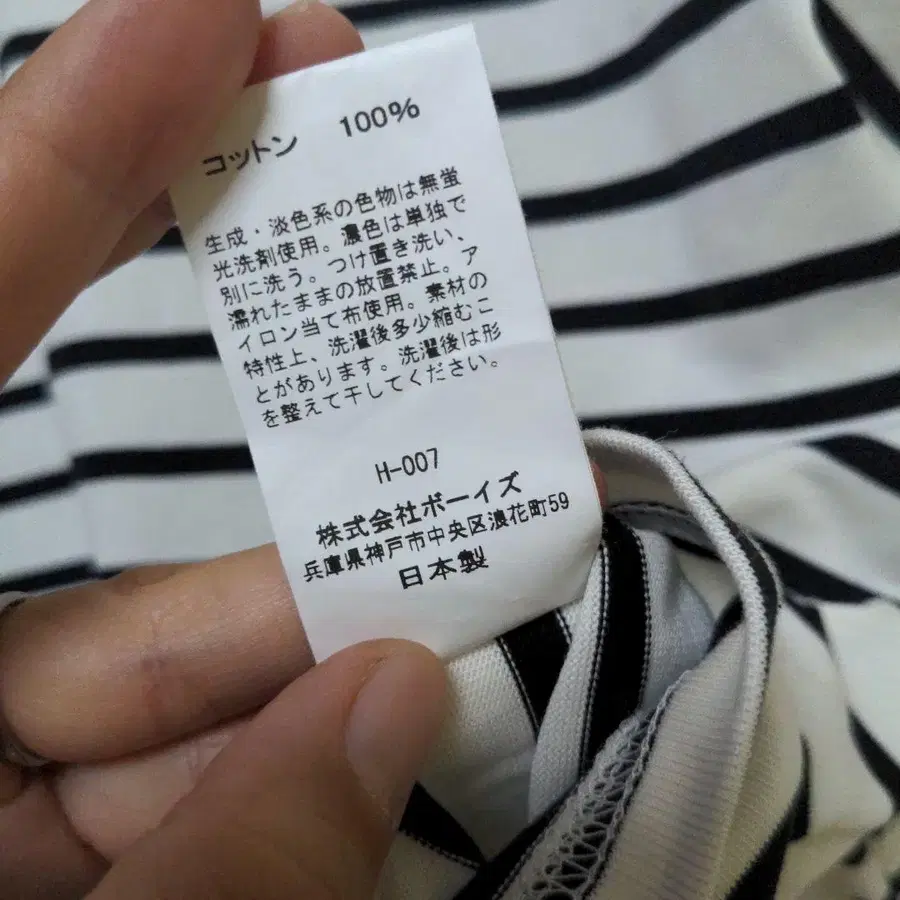 コットン 100%
生成・淡色系の色物は無蛍
光洗剤使用。濃色は単独で
別に洗う。つけ置き洗い、
濡れたままの放置禁止。ア
イロン当て布使用。素材の
特性上、洗濯後多少縮むこ
とがあります。洗濯後は形
を整えて干してください。
H-007
株式会社ボーイズ
兵庫県神戸市中央区浪花町59
日本製